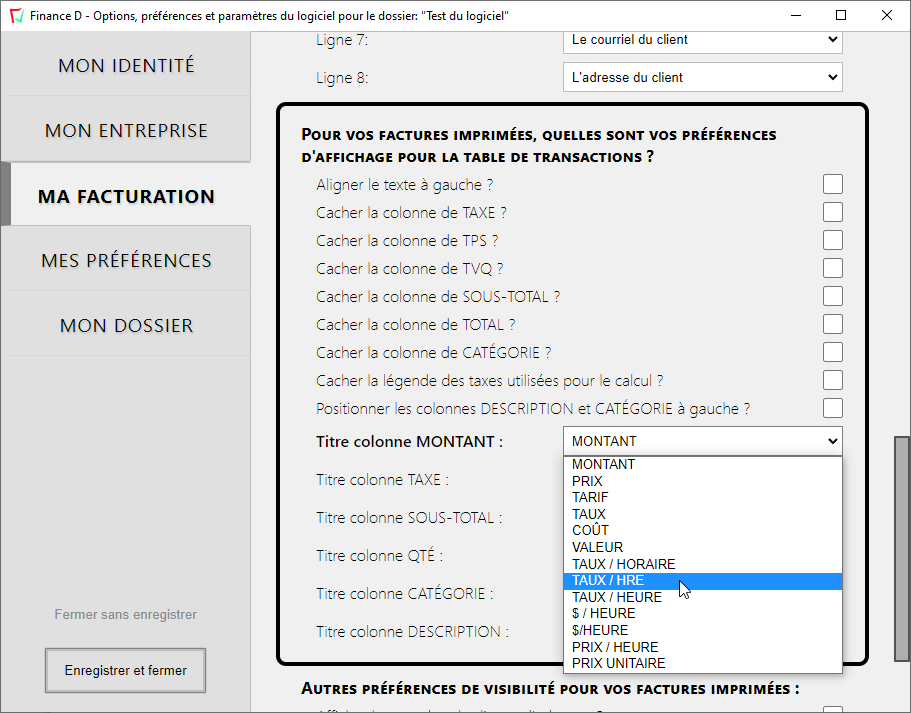 Finance D - Options, préférences et paramètres du logiciel pour le dossier: "Test du logiciel"
MON IDENTITÉ
MON ENTREPRISE
MA FACTURATION
MES PRÉFÉRENCES
MON DOSSIER
Fermer sans enregistrer
Enregistrer et fermer
Ligne 7: Le courriel du client
Ligne 8: L'adresse du client
Pour vos factures imprimées, quelles sont vos préférences
d'affichage pour la table de transactions ?
Aligner le texte à gauche ?
Cacher la colonne de TAXE ?
Cacher la colonne de TPS ?
Cacher la colonne de TVQ ?
Cacher la colonne de SOUS-TOTAL ?
Cacher la colonne de TOTAL ?
Cacher la colonne de CATÉGORIE ?
Cacher la légende des taxes utilisées pour le calcul ?
Positionner les colonnes DESCRIPTION et CATÉGORIE à gauche ?
Titre colonne MONTANT : MONTANT
Titre colonne TAXE :
Titre colonne SOUS-TOTAL :
Titre colonne QTÉ :
Titre colonne CATÉGORIE :
Titre colonne DESCRIPTION :
MONTANT
PRIX
TARIF
TAUX
COÛT
VALEUR
TAUX / HORAIRE
TAUX / HRE
TAUX / HEURE
$ / HEURE
$/HEURE
PRIX / HEURE
PRIX UNITAIRE
Autres préférences de visibilité pour vos factures imprimées :